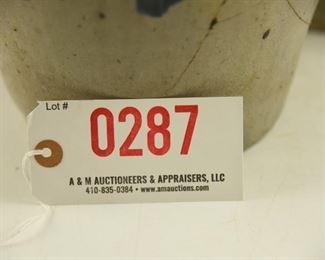 Lot #
0287
A & M AUCTIONEERS & APPRAISERS, LLC
410-835-0384 • www.amauctions.com